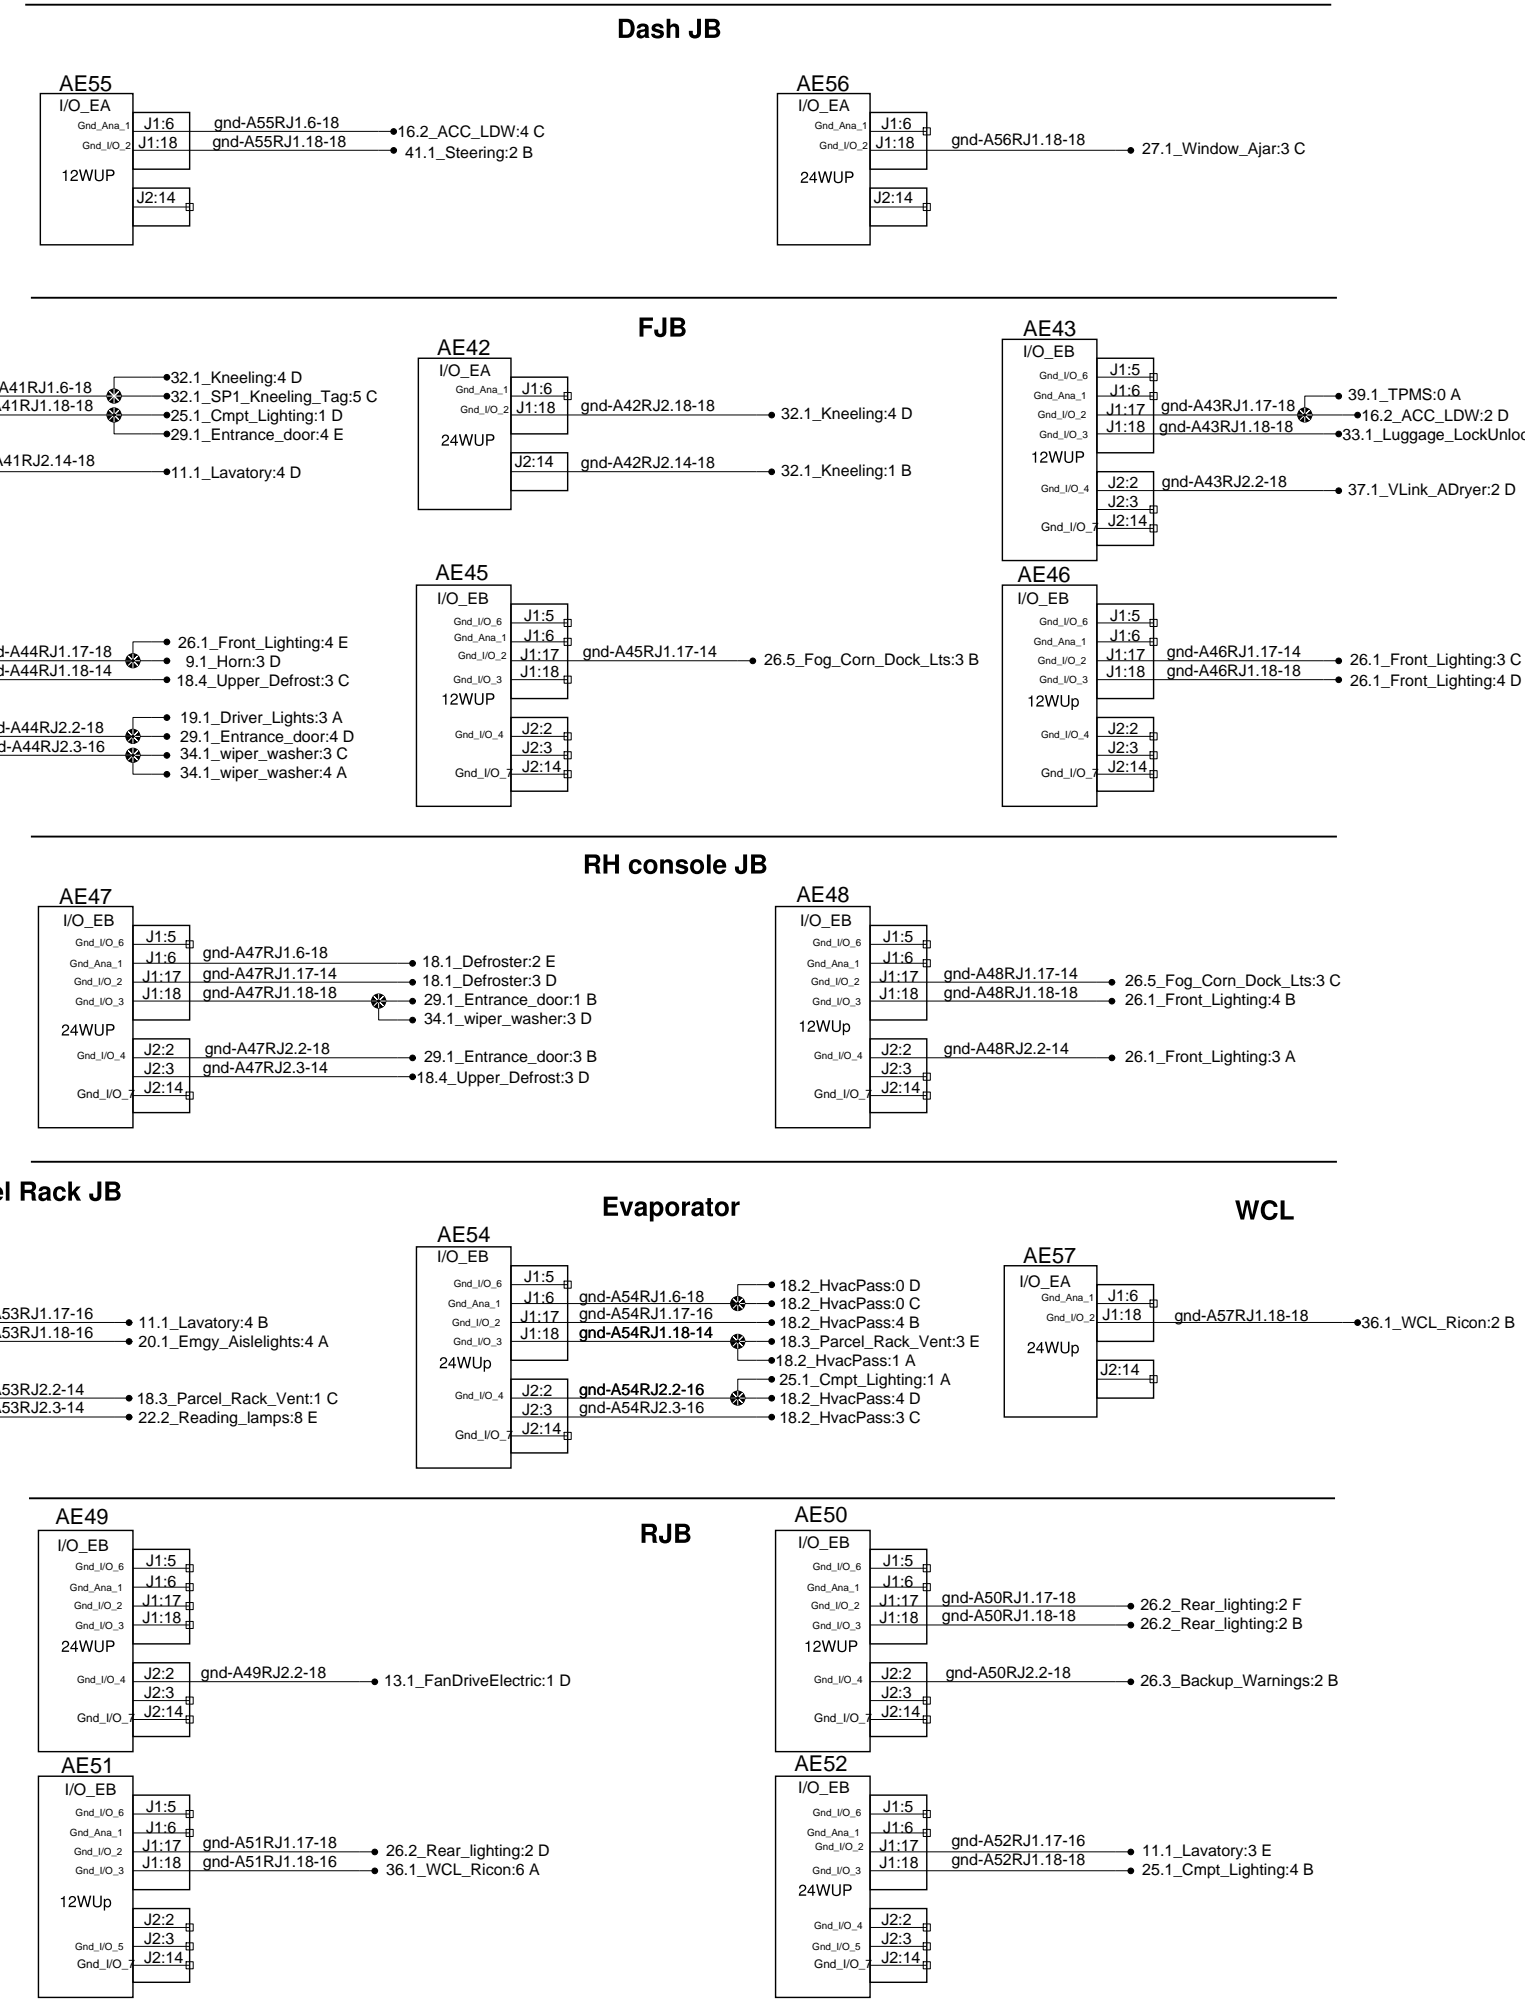 Dash JB
AE55
I/O_EA
Gnd_Ana_1 J1:6 gnd-A55RJ1.6-18 16.2_ACC_LDW:4 C
Gnd_I/O_2 J1:18 gnd-A55RJ1.18-18 41.1_Steering:2 B
12WUP
J2:14
AE56
I/O_EA
Gnd_Ana_1 J1:6
Gnd_I/O_2 J1:18 gnd-A56RJ1.18-18 27.1_Window_Ajar:3 C
24WUP
J2:14
FJB
32.1_Kneeling:4 D
A41RJ1.6-18 32.1_SP1_Kneeling_Tag:5 C
41RJ1.18-18 25.1_Cmpt_Lighting:1 D
29.1_Entrance_door:4 E
A41RJ2.14-18 11.1_Lavatory:4 D
AE42
I/O_EA
Gnd_Ana_1 J1:6
Gnd_I/O_2 J1:18 gnd-A42RJ2.18-18 32.1_Kneeling:4 D
24WUP
J2:14 gnd-A42RJ2.14-18 32.1_Kneeling:1 B
AE43
I/O_EB
Gnd_I/O_6 J1:5
Gnd_Ana_1 J1:6 39.1_TPMS:0 A
Gnd_I/O_2 J1:17 gnd-A43RJ1.17-18 16.2_ACC_LDW:2 D
Gnd_I/O_3 J1:18 gnd-A43RJ1.18-18 33.1_Luggage_LockUnloc
12WUP
Gnd_I/O_4 J2:2 gnd-A43RJ2.2-18 37.1_VLink_ADryer:2 D
J2:3
Gnd_I/O_7 J2:14
26.1_Front_Lighting:4 E
d-A44RJ1.17-18 9.1_Horn:3 D
d-A44RJ1.18-14 18.4_Upper_Defrost:3 C
19.1_Driver_Lights:3 A
d-A44RJ2.2-18 29.1_Entrance_door:4 D
d-A44RJ2.3-16 34.1_wiper_washer:3 C
34.1_wiper_washer:4 A
AE45
I/O_EB
Gnd_I/O_6 J1:5
Gnd_Ana_1 J1:6
Gnd_I/O_2 J1:17 gnd-A45RJ1.17-14 26.5_Fog_Corn_Dock_Lts:3 B
Gnd_I/O_3 J1:18
12WUP
Gnd_I/O_4 J2:2
J2:3
Gnd_I/O_7 J2:14
AE46
I/O_EB
Gnd_I/O_6 J1:5
Gnd_Ana_1 J1:6
Gnd_I/O_2 J1:17 gnd-A46RJ1.17-14 26.1_Front_Lighting:3 C
Gnd_I/O_3 J1:18 gnd-A46RJ1.18-18 26.1_Front_Lighting:4 D
12WUp
Gnd_I/O_4 J2:2
J2:3
Gnd_I/O_7 J2:14
RH console JB
AE47
I/O_EB
Gnd_I/O_6 J1:5
Gnd_Ana_1 J1:6 gnd-A47RJ1.6-18 18.1_Defroster:2 E
Gnd_I/O_2 J1:17 gnd-A47RJ1.17-14 18.1_Defroster:3 D
Gnd_I/O_3 J1:18 gnd-A47RJ1.18-18 29.1_Entrance_door:1 B
34.1_wiper_washer:3 D
24WUP
Gnd_I/O_4 J2:2 gnd-A47RJ2.2-18 29.1_Entrance_door:3 B
J2:3 gnd-A47RJ2.3-14 18.4_Upper_Defrost:3 D
Gnd_I/O_7 J2:14
AE48
I/O_EB
Gnd_I/O_6 J1:5
Gnd_Ana_1 J1:6
Gnd_I/O_2 J1:17 gnd-A48RJ1.17-14 26.5_Fog_Corn_Dock_Lts:3 C
Gnd_I/O_3 J1:18 gnd-A48RJ1.18-18 26.1_Front_Lighting:4 B
12WUp
Gnd_I/O_4 J2:2 gnd-A48RJ2.2-14 26.1_Front_Lighting:3 A
J2:3
Gnd_I/O_7 J2:14
el Rack JB
53RJ1.17-16 11.1_Lavatory:4 B
53RJ1.18-16 20.1_Emgy_Aislelights:4 A
53RJ2.2-14 18.3_Parcel_Rack_Vent:1 C
53RJ2.3-14 22.2_Reading_lamps:8 E
Evaporator
AE54
I/O_EB
Gnd_I/O_6 J1:5 18.2_HvacPass:0 D
Gnd_Ana_1 J1:6 gnd-A54RJ1.6-18 18.2_HvacPass:0 C
Gnd_I/O_2 J1:17 gnd-A54RJ1.17-16 18.2_HvacPass:4 B
Gnd_I/O_3 J1:18 gnd-A54RJ1.18-14 18.3_Parcel_Rack_Vent:3 E
24WUp 18.2_HvacPass:1 A
25.1_Cmpt_Lighting:1 A
Gnd_I/O_4 J2:2 gnd-A54RJ2.2-16 18.2_HvacPass:4 D
J2:3 gnd-A54RJ2.3-16 18.2_HvacPass:3 C
Gnd_I/O_7 J2:14
WCL
AE57
I/O_EA
Gnd_Ana_1 J1:6
Gnd_I/O_2 J1:18 gnd-A57RJ1.18-18 36.1_WCL_Ricon:2 B
24WUp
J2:14
RJB
AE49
I/O_EB
Gnd_I/O_6 J1:5
Gnd_Ana_1 J1:6
Gnd_I/O_2 J1:17
Gnd_I/O_3 J1:18
24WUP
Gnd_I/O_4 J2:2 gnd-A49RJ2.2-18 13.1_FanDriveElectric:1 D
J2:3
Gnd_I/O_7 J2:14
AE50
I/O_EB
Gnd_I/O_6 J1:5
Gnd_Ana_1 J1:6
Gnd_I/O_2 J1:17 gnd-A50RJ1.17-18 26.2_Rear_lighting:2 F
Gnd_I/O_3 J1:18 gnd-A50RJ1.18-18 26.2_Rear_lighting:2 B
12WUP
Gnd_I/O_4 J2:2 gnd-A50RJ2.2-18 26.3_Backup_Warnings:2 B
J2:3
Gnd_I/O_7 J2:14
AE51
I/O_EB
Gnd_I/O_6 J1:5
Gnd_Ana_1 J1:6
Gnd_I/O_2 J1:17 gnd-A51RJ1.17-18 26.2_Rear_lighting:2 D
Gnd_I/O_3 J1:18 gnd-A51RJ1.18-16 36.1_WCL_Ricon:6 A
12WUp
J2:2
Gnd_I/O_5 J2:3
Gnd_I/O_7 J2:14
AE52
I/O_EB
Gnd_I/O_6 J1:5
Gnd_Ana_1 J1:6
Gnd_I/O_2 J1:17 gnd-A52RJ1.17-16 11.1_Lavatory:3 E
Gnd_I/O_3 J1:18 gnd-A52RJ1.18-18 25.1_Cmpt_Lighting:4 B
24WUP
Gnd_I/O_4 J2:2
Gnd_I/O_5 J2:3
Gnd_I/O_7 J2:14